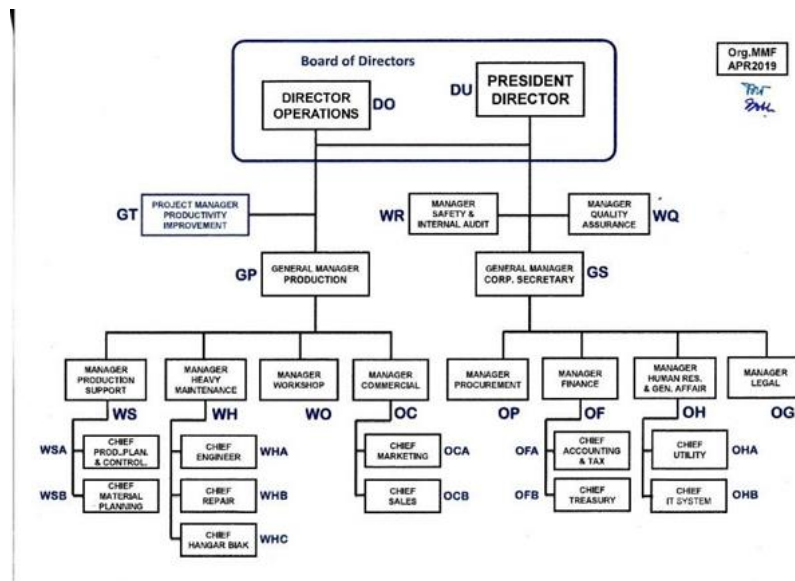 Board of Directors
Org.MMF
APR2019
DIRECTOR
OPERATIONS
DO
DU
PRESIDENT
DIRECTOR
GT
PROJECT MANAGER
PRODUCTIVITY
IMPROVEMENT
WR
MANAGER
SAFETY &
INTERNAL AUDIT
MANAGER
QUALITY
ASSURANCE
WQ
GP
GENERAL MANAGER
PRODUCTION
GENERAL MANAGER
CORP. SECRETARY
GS
MANAGER
PRODUCTION
SUPPORT
WS
MANAGER
HEAVY
MAINTENANCE
WH
MANAGER
WORKSHOP
WO
MANAGER
COMMERCIAL
OC
MANAGER
PROCUREMENT
OP
MANAGER
FINANCE
OF
MANAGER
HUMAN RES.
& GEN. AFFAIR
OH
MANAGER
LEGAL
OG
WSA
CHIEF
PROD.,PLAN.
& CONTROL.
WSB
CHIEF
MATERIAL
PLANNING
CHIEF
ENGINEER
WHA
CHIEF
REPAIR
WHB
CHIEF
HANGAR BIAK
WHC
CHIEF
MARKETING
OCA
CHIEF
SALES
OCB
OFA
CHIEF
ACCOUNTING
& TAX
OFB
CHIEF
TREASURY
CHIEF
UTILITY
OHA
CHIEF
IT SYSTEM
OHB